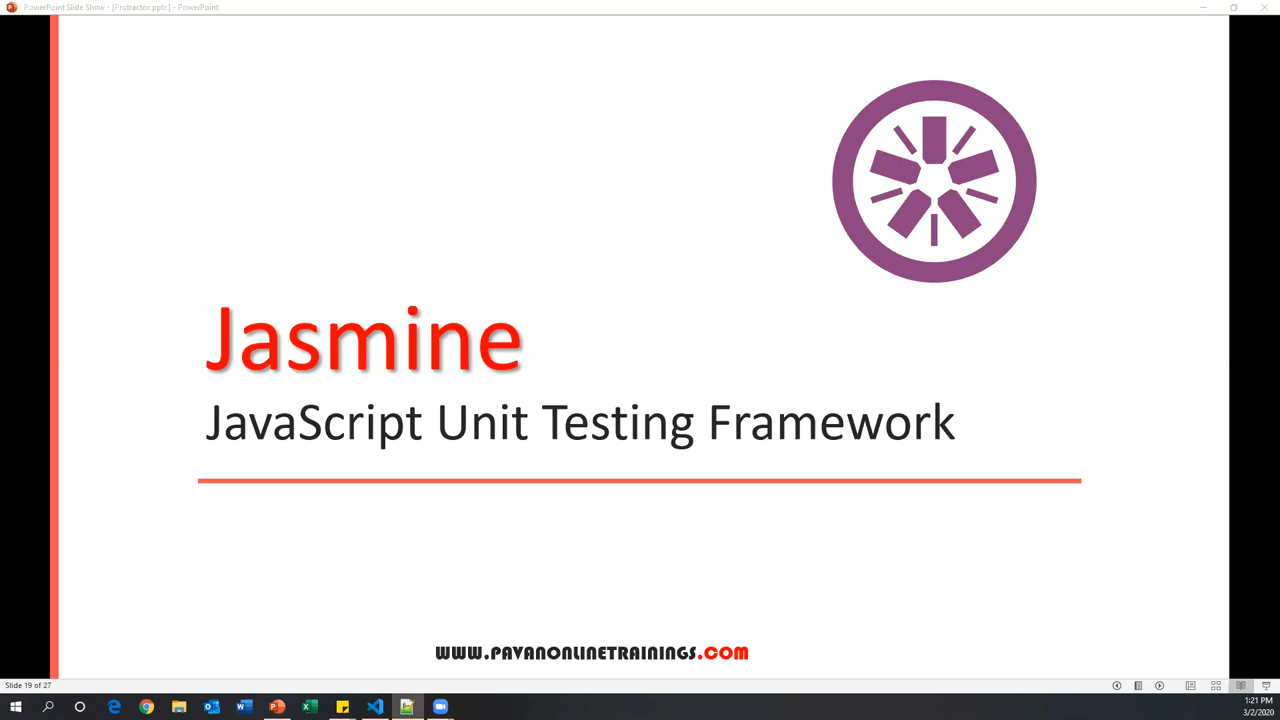 PowerPoint Slide Show - [Protractor.pptx] - PowerPoint
Jasmine
JavaScript Unit Testing Framework
WWW.PAVANONLINETRAININGS.COM
Slide 19 of 27
1:21 PM
3/2/2020